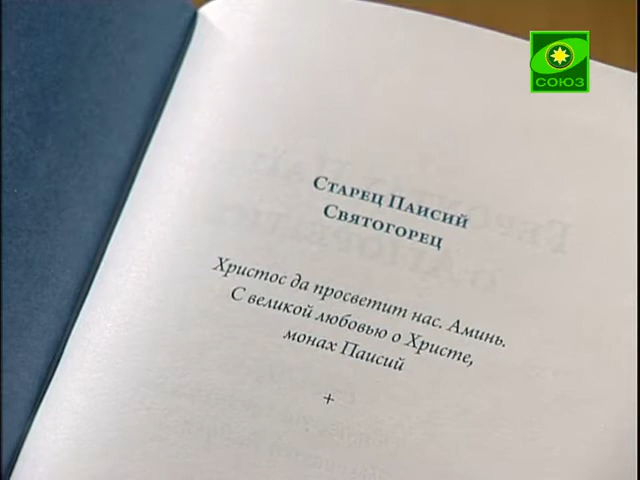 СОЮЗ
Старец Паисий
Святогорец
Христос да просветит нас. Аминь.
С великой любовью о Христе,
монах Паисий
+